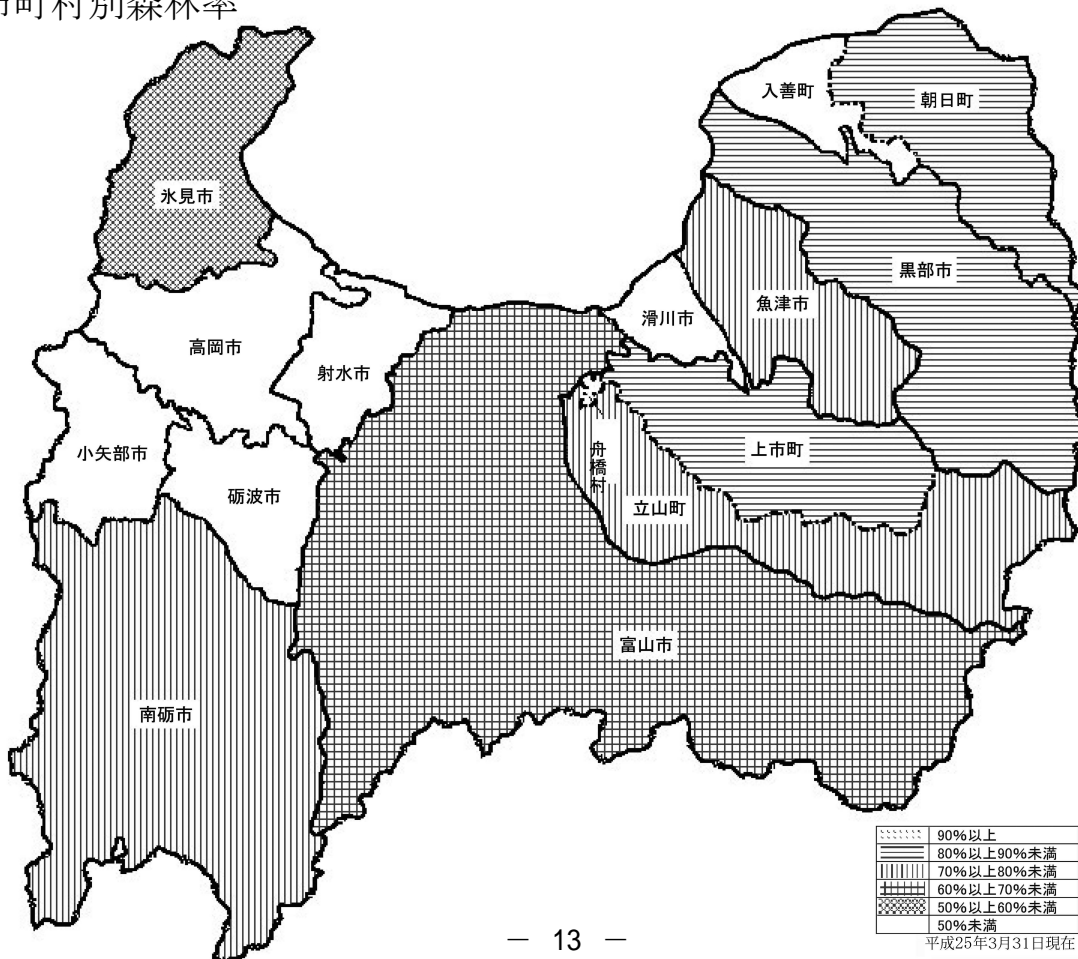 市町村別森林率
入善町
朝日町
氷見市
黒部市
魚津市
滑川市
高岡市
射水市
小矢部市
上市町
舟橋村
砺波市
立山町
富山市
南砺市
90%以上
80%以上90%未満
70%以上80%未満
60%以上70%未満
50%以上60%未満
50%未満
平成25年3月31日現在
― 13 ―